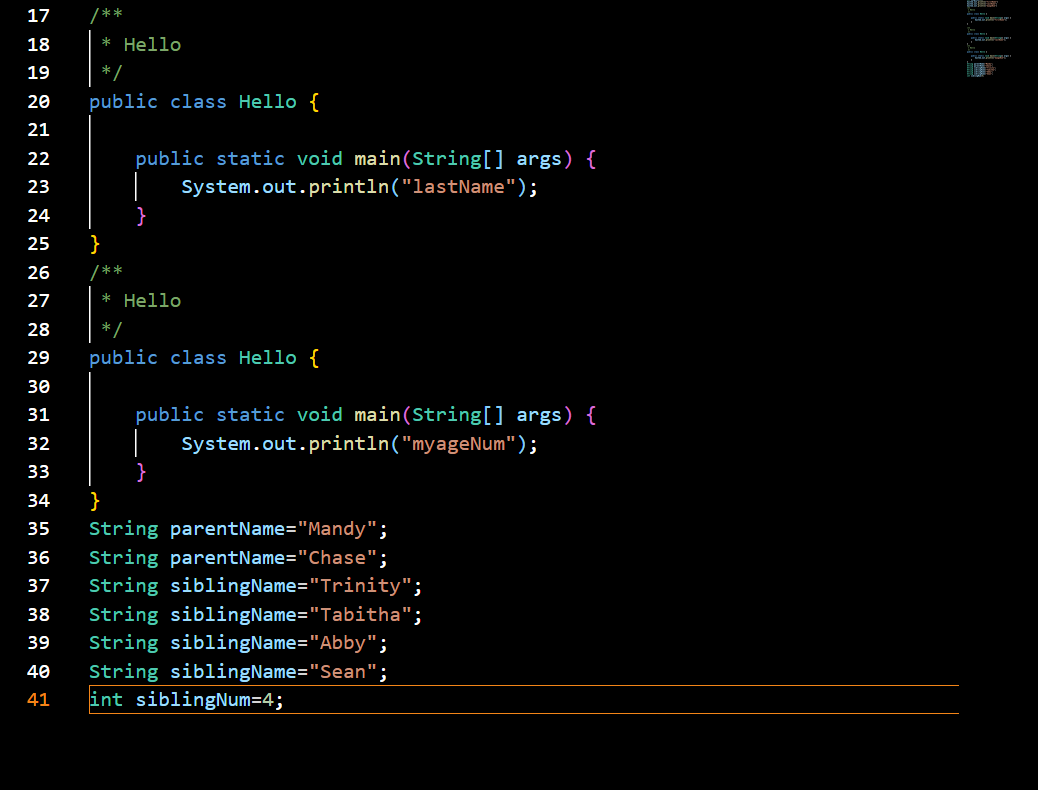 17 /**
18  * Hello
19  */
20 public class Hello {
21
22     public static void main(String[] args) {
23         System.out.println("lastName");
24     }
25 }
26 /**
27  * Hello
28  */
29 public class Hello {
30
31     public static void main(String[] args) {
32         System.out.println("myageNum");
33     }
34 }
35 String parentName="Mandy";
36 String parentName="Chase";
37 String siblingName="Trinity";
38 String siblingName="Tabitha";
39 String siblingName="Abby";
40 String siblingName="Sean";
41 int siblingNum=4;